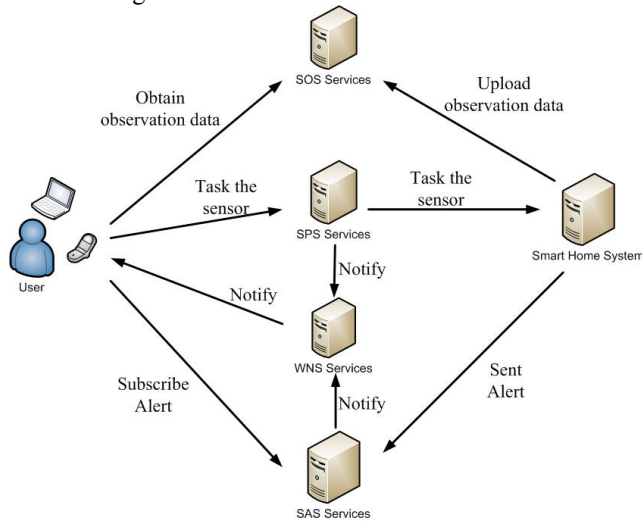 SOS Services
Obtain
observation data
Upload
observation data
Task the
sensor
SPS Services
Task the
sensor
Smart Home System
User
Notify
Notify
WNS Services
Subscribe
Alert
Notify
Sent
Alert
SAS Services